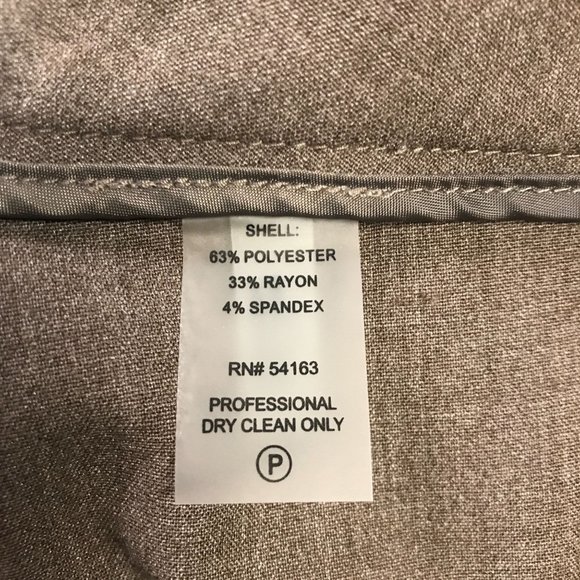 SHELL:
63% POLYESTER
33% RAYON
4% SPANDEX
RN# 54163
PROFESSIONAL
DRY CLEAN ONLY
P